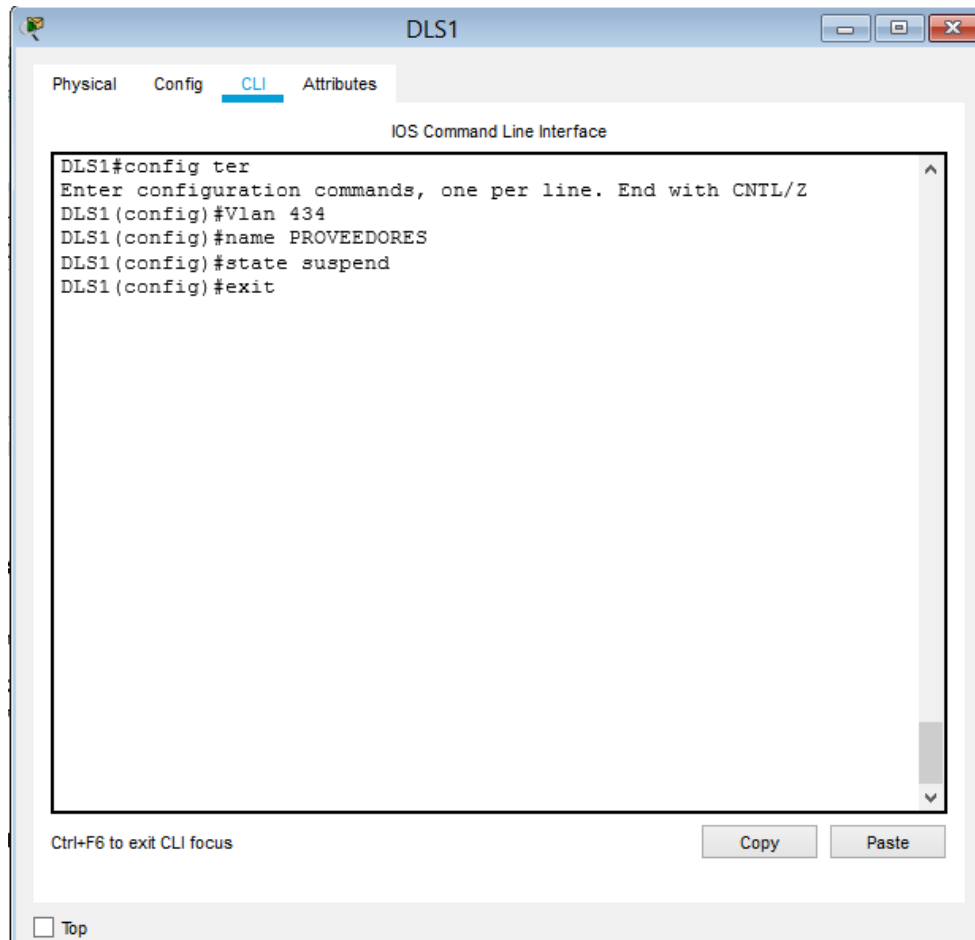 DLS1
Physical Config CLI Attributes
IOS Command Line Interface
DLS1#config ter
Enter configuration commands, one per line. End with CNTL/Z
DLS1(config)#Vlan 434
DLS1(config)#name PROVEEDORES
DLS1(config)#state suspend
DLS1(config)#exit
Ctrl+F6 to exit CLI focus
Copy Paste
Top